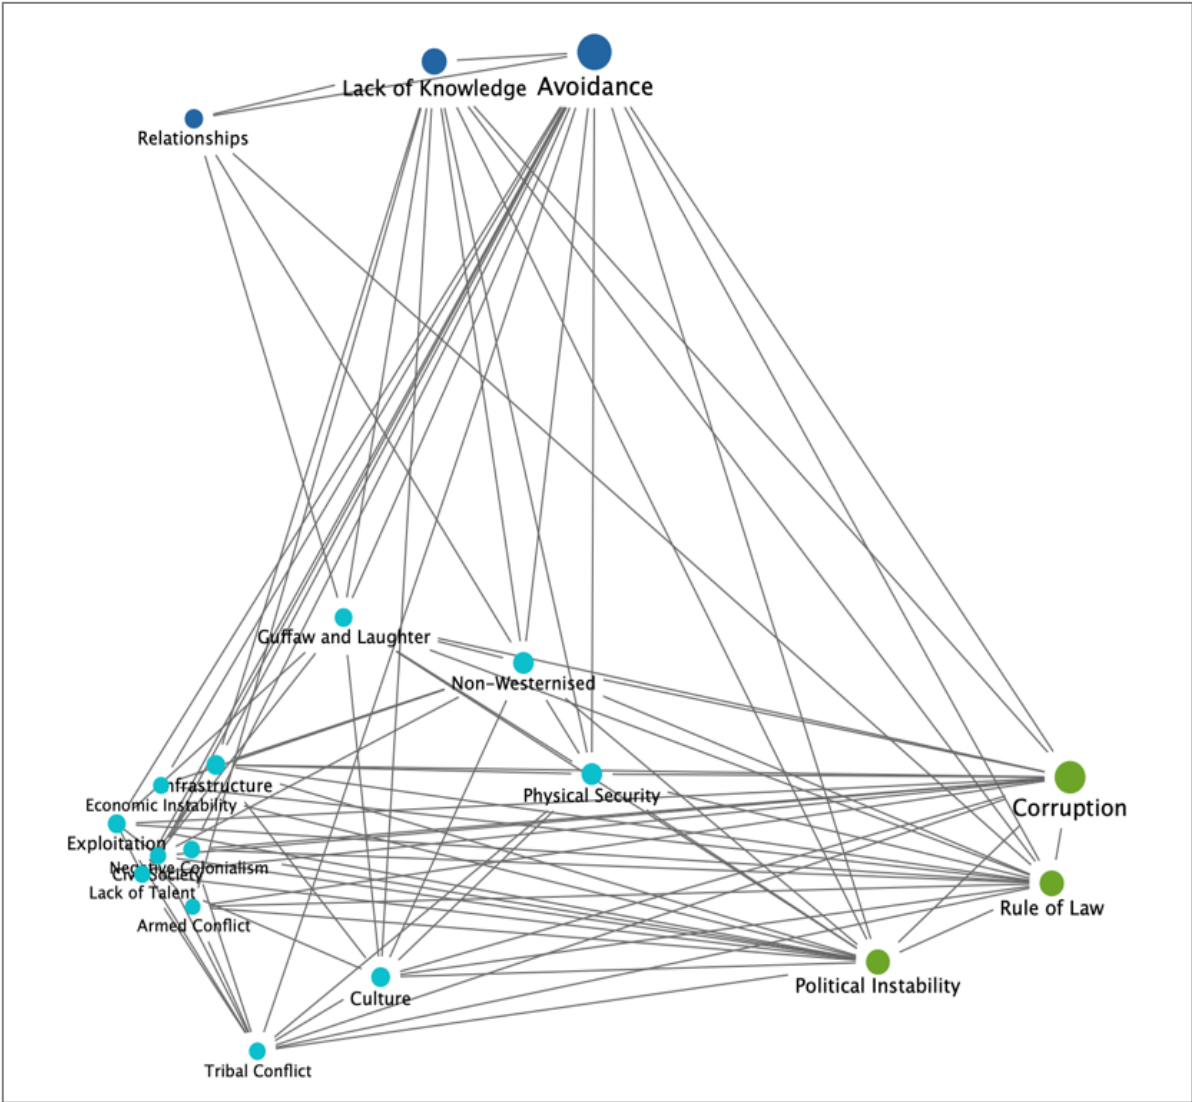 Lack of Knowledge
Avoidance
Relationships
Guffaw and Laughter
Non-Westernised
Infrastructure
Physical Security
Economic Instability
Corruption
Exploitation
Negative Colonialism
Civil Society
Lack of Talent
Rule of Law
Armed Conflict
Political Instability
Culture
Tribal Conflict